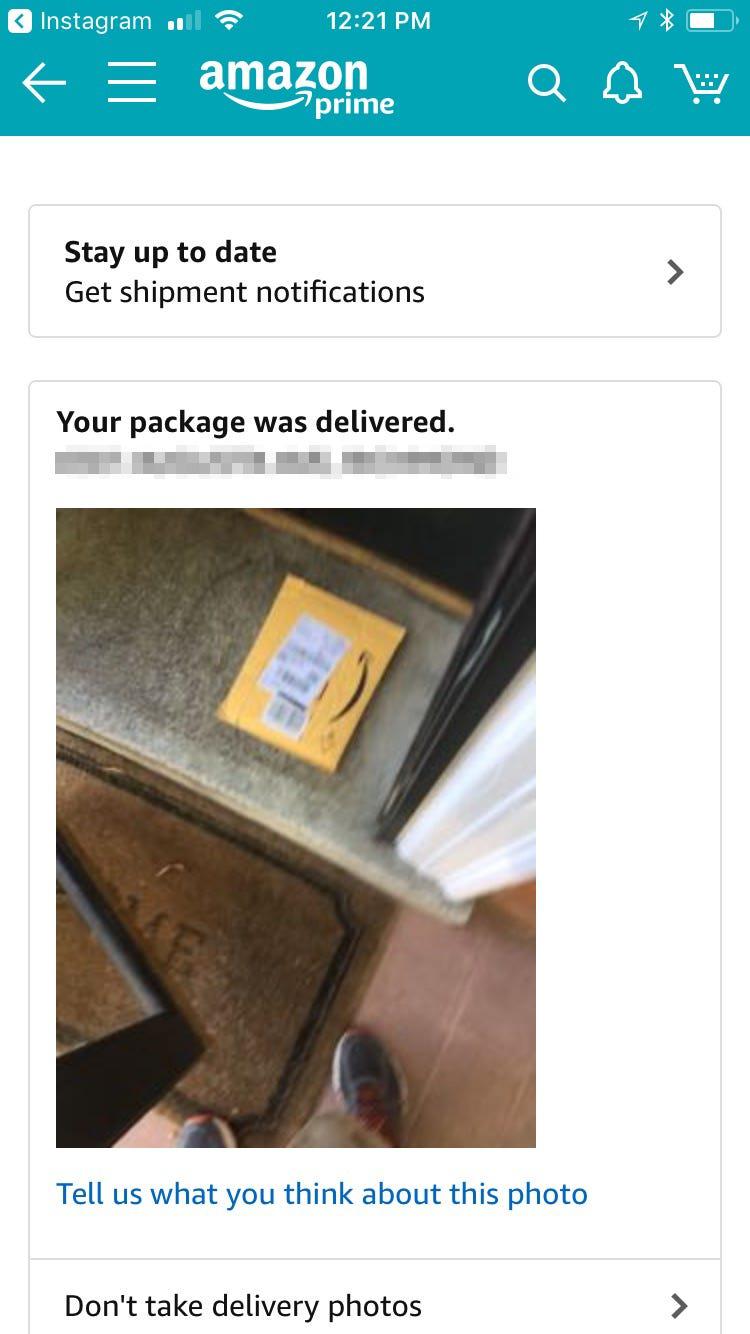 Instagram 12:21 PM
amazon
prime
Stay up to date
Get shipment notifications
Your package was delivered.
ME
Tell us what you think about this photo
Don't take delivery photos